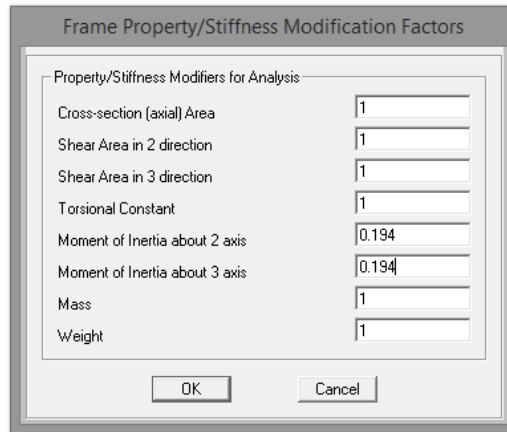 Frame Property/Stiffness Modification Factors
Property/Stiffness Modifiers for Analysis
Cross-section (axial) Area 1
Shear Area in 2 direction 1
Shear Area in 3 direction 1
Torsional Constant 1
Moment of Inertia about 2 axis 0.194
Moment of Inertia about 3 axis 0.194
Mass 1
Weight 1
OK Cancel